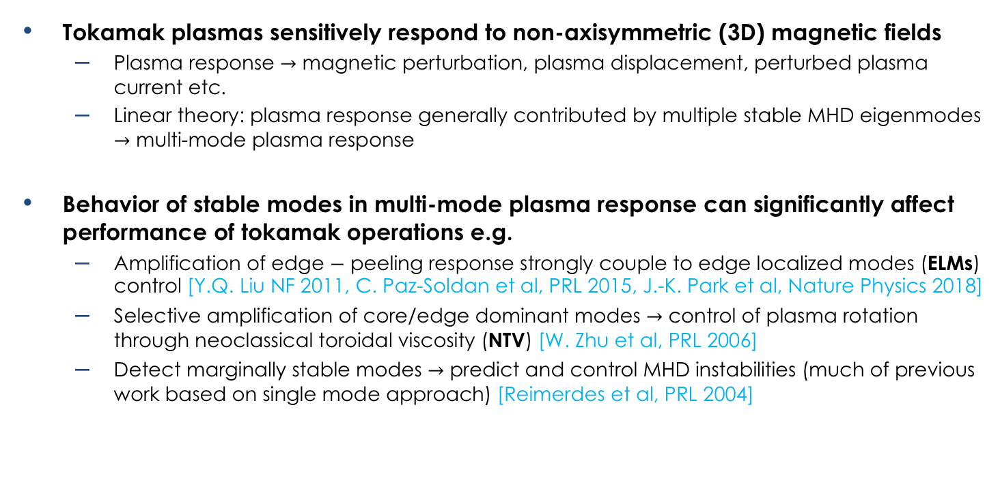 • Tokamak plasmas sensitively respond to non-axisymmetric (3D) magnetic fields
— Plasma response → magnetic perturbation, plasma displacement, perturbed plasma
current etc.
— Linear theory: plasma response generally contributed by multiple stable MHD eigenmodes
→ multi-mode plasma response
• Behavior of stable modes in multi-mode plasma response can significantly affect
performance of tokamak operations e.g.
— Amplification of edge – peeling response strongly couple to edge localized modes (ELMs)
control [Y.Q. Liu NF 2011, C. Paz-Soldan et al, PRL 2015, J.-K. Park et al, Nature Physics 2018]
— Selective amplification of core/edge dominant modes → control of plasma rotation
through neoclassical toroidal viscosity (NTV) [W. Zhu et al, PRL 2006]
— Detect marginally stable modes → predict and control MHD instabilities (much of previous
work based on single mode approach) [Reimerdes et al, PRL 2004]